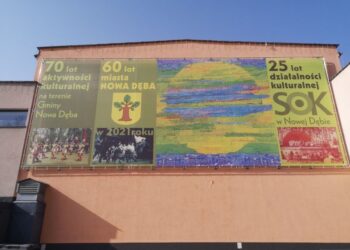 70 lat
aktywności
kulturalnej
na terenie
Gminy
Nowa Dęba
60 lat
miasta
NOWA DĘBA
w 2021 roku
25 lat
działalności
kulturalnej
SOK
w Nowej Dębie